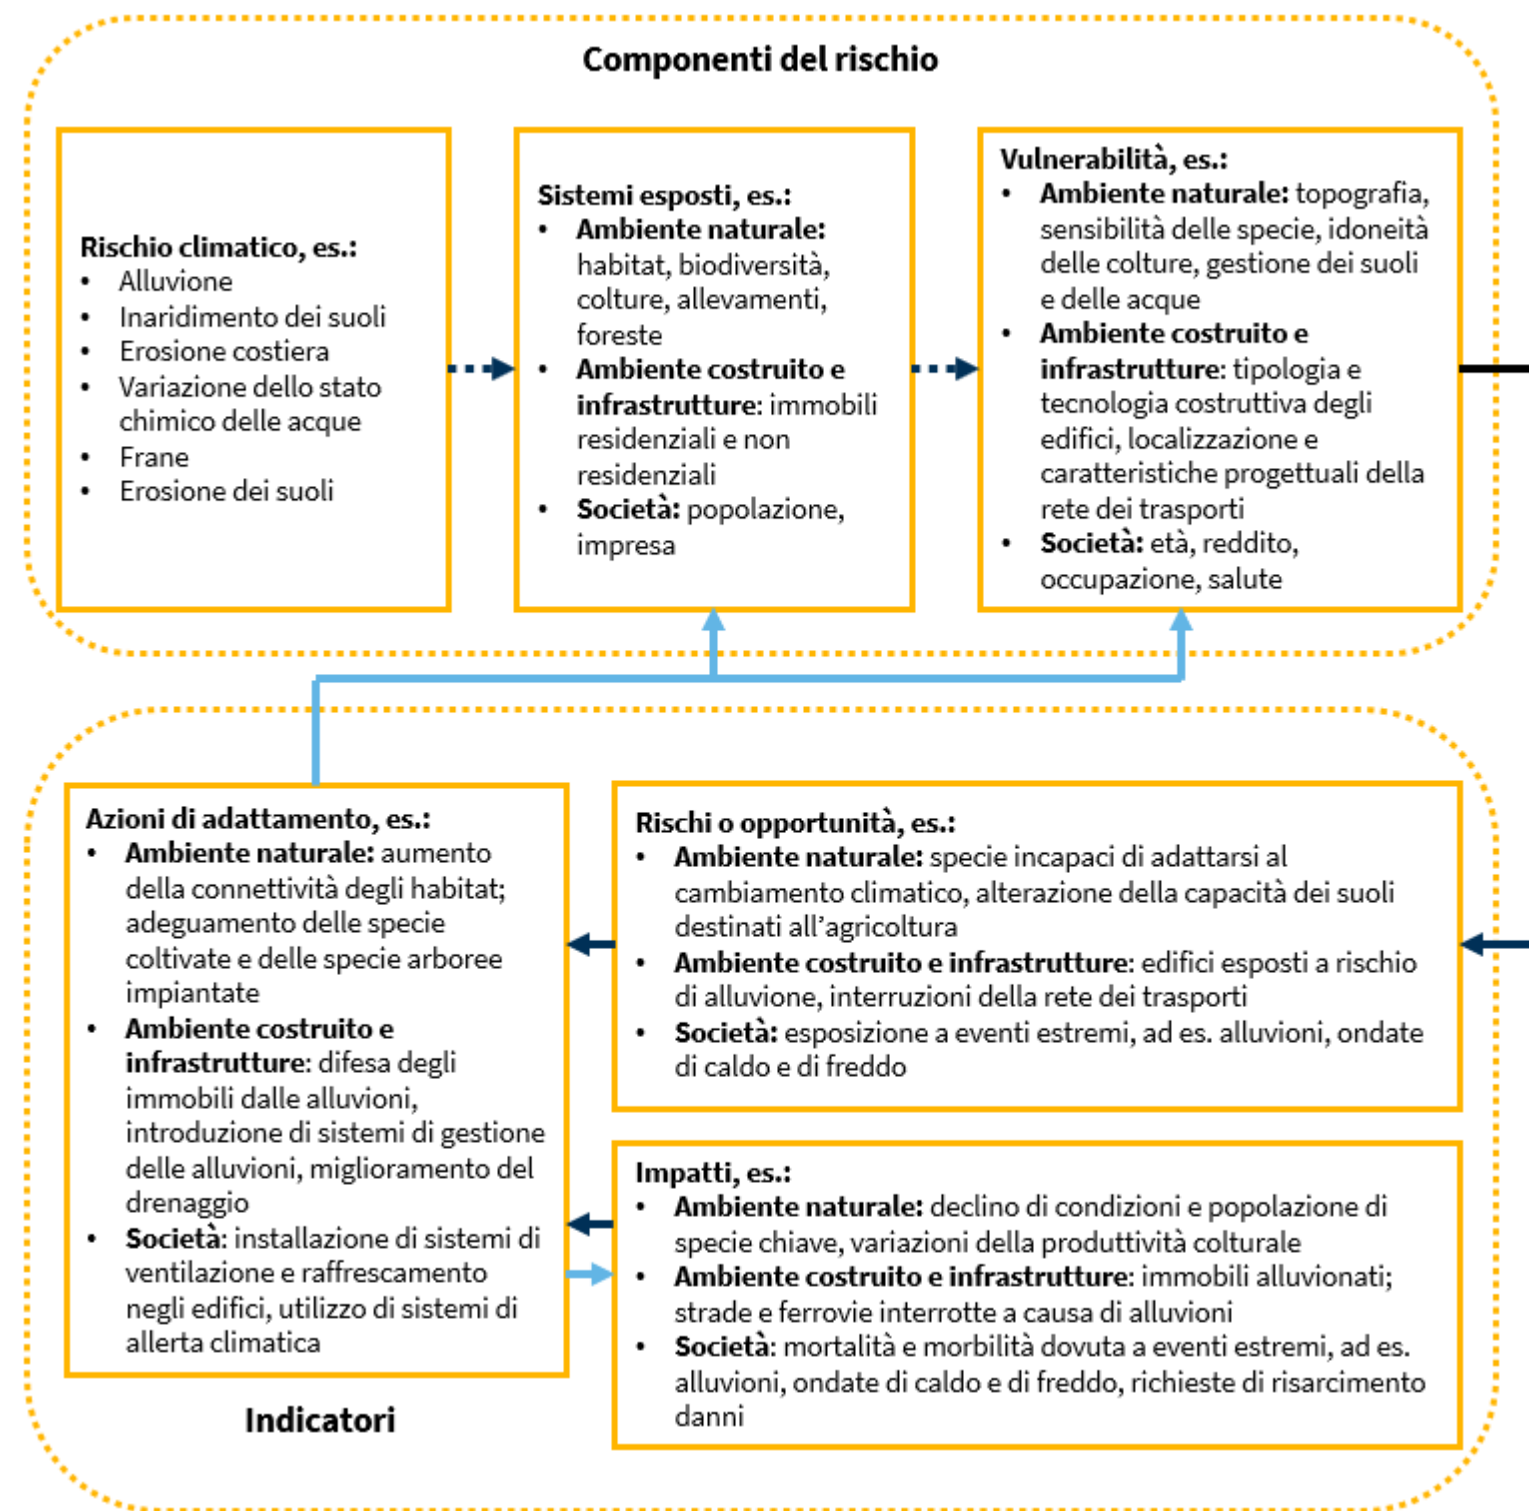 Componenti del rischio
Rischio climatico, es.:
• Alluvione
• Inaridimento dei suoli
• Erosione costiera
• Variazione dello stato
chimico delle acque
• Frane
• Erosione dei suoli
Sistemi esposti, es.:
• Ambiente naturale:
habitat, biodiversità,
colture, allevamenti,
foreste
• Ambiente costruito e
infrastrutture: immobili
residenziali e non
residenziali
• Società: popolazione,
impresa
Vulnerabilità, es.:
• Ambiente naturale: topografia,
sensibilità delle specie, idoneità
delle colture, gestione dei suoli
e delle acque
• Ambiente costruito e
infrastrutture: tipologia e
tecnologia costruttiva degli
edifici, localizzazione e
caratteristiche progettuali della
rete dei trasporti
• Società: età, reddito,
occupazione, salute
Azioni di adattamento, es.:
• Ambiente naturale: aumento
della connettività degli habitat;
adeguamento delle specie
coltivate e delle specie arboree
impiantate
• Ambiente costruito e
infrastrutture: difesa degli
immobili dalle alluvioni,
introduzione di sistemi di gestione
delle alluvioni, miglioramento del
drenaggio
• Società: installazione di sistemi di
ventilazione e raffrescamento
negli edifici, utilizzo di sistemi di
allerta climatica
Rischi o opportunità, es.:
• Ambiente naturale: specie incapaci di adattarsi al
cambiamento climatico, alterazione della capacità dei suoli
destinati all'agricoltura
• Ambiente costruito e infrastrutture: edifici esposti a rischio
di alluvione, interruzioni della rete dei trasporti
• Società: esposizione a eventi estremi, ad es. alluvioni, ondate
di caldo e di freddo
Impatti, es.:
• Ambiente naturale: declino di condizioni e popolazione di
specie chiave, variazioni della produttività colturale
• Ambiente costruito e infrastrutture: immobili alluvionati;
strade e ferrovie interrotte a causa di alluvioni
• Società: mortalità e morbilità dovuta a eventi estremi, ad es.
alluvioni, ondate di caldo e di freddo, richieste di risarcimento
danni
Indicatori